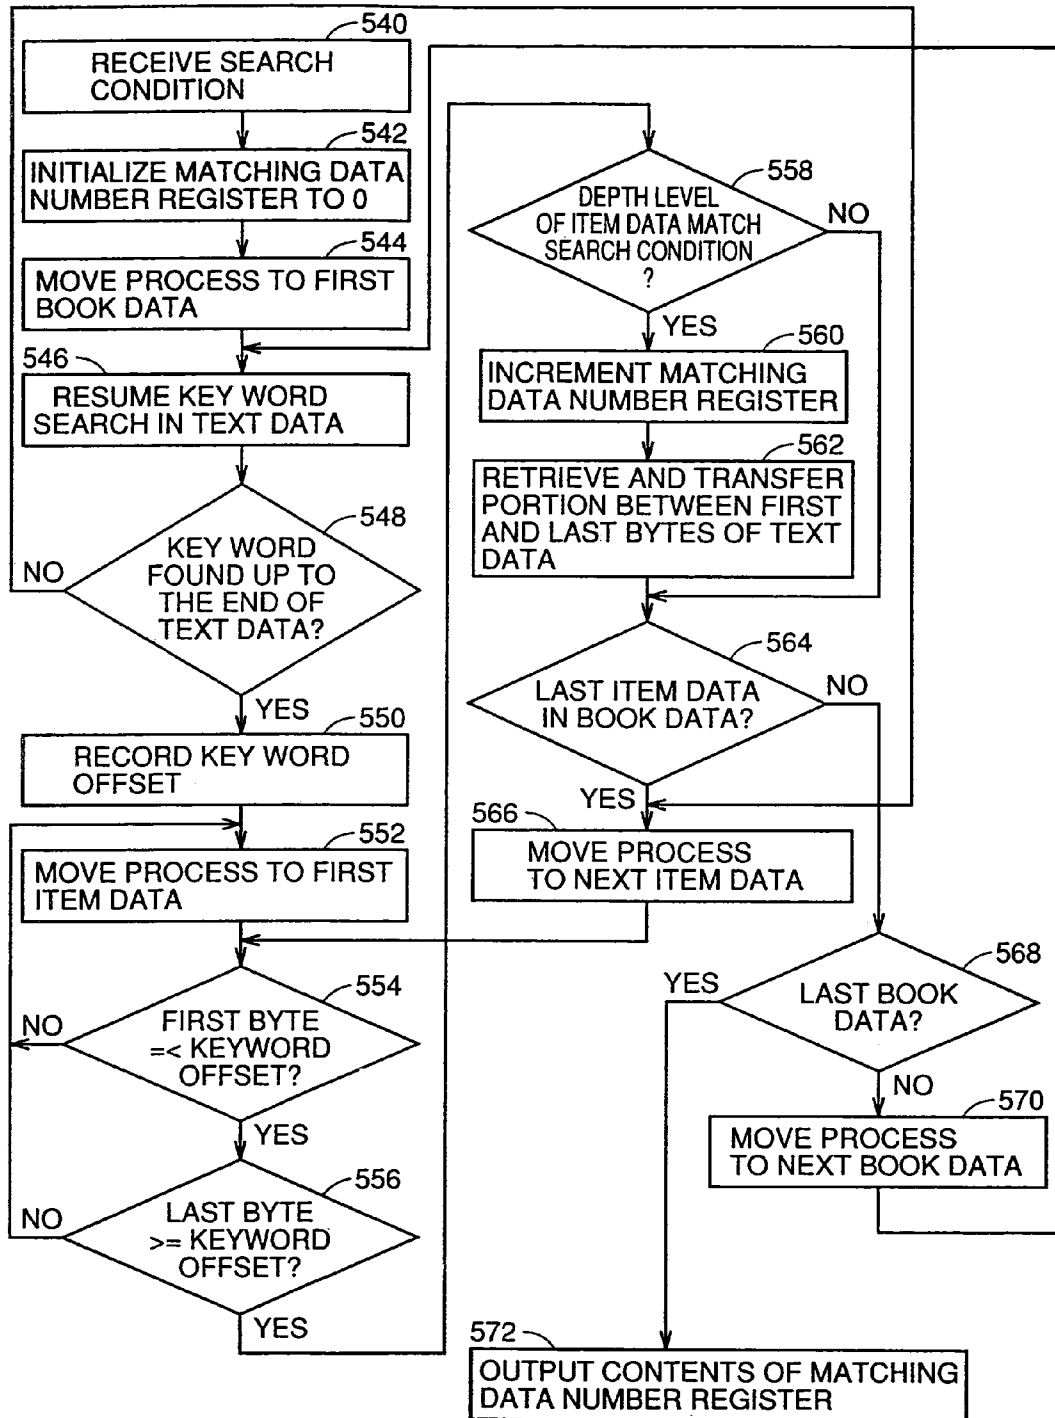 540
RECEIVE SEARCH
CONDITION
542
INITIALIZE MATCHING DATA
NUMBER REGISTER TO 0
544
MOVE PROCESS TO FIRST
BOOK DATA
546
RESUME KEY WORD
SEARCH IN TEXT DATA
548
KEY WORD
FOUND UP TO
THE END OF
TEXT DATA?
NO
YES
550
RECORD KEY WORD
OFFSET
552
MOVE PROCESS TO FIRST
ITEM DATA
554
FIRST BYTE
=< KEYWORD
OFFSET?
NO
YES
556
LAST BYTE
>= KEYWORD
OFFSET?
NO
YES
558
DEPTH LEVEL
OF ITEM DATA MATCH
SEARCH CONDITION
?
NO
YES
560
INCREMENT MATCHING
DATA NUMBER REGISTER
562
RETRIEVE AND TRANSFER
PORTION BETWEEN FIRST
AND LAST BYTES OF TEXT
DATA
564
LAST ITEM DATA
IN BOOK DATA?
NO
YES
566
MOVE PROCESS
TO NEXT ITEM DATA
568
LAST BOOK
DATA?
YES
NO
570
MOVE PROCESS
TO NEXT BOOK DATA
572
OUTPUT CONTENTS OF MATCHING
DATA NUMBER REGISTER